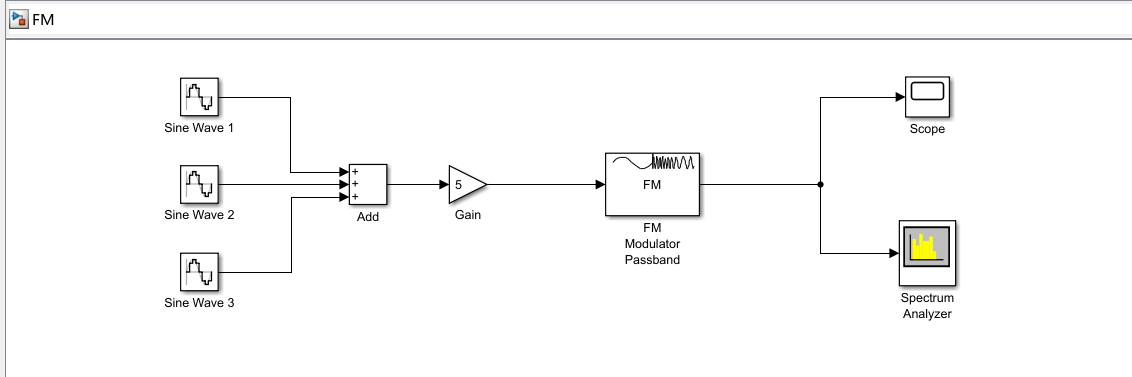 FM
Sine Wave 1
Scope
+
+
+
5
FM
Sine Wave 2
Add
Gain
FM
Modulator
Passband
Sine Wave 3
Spectrum
Analyzer